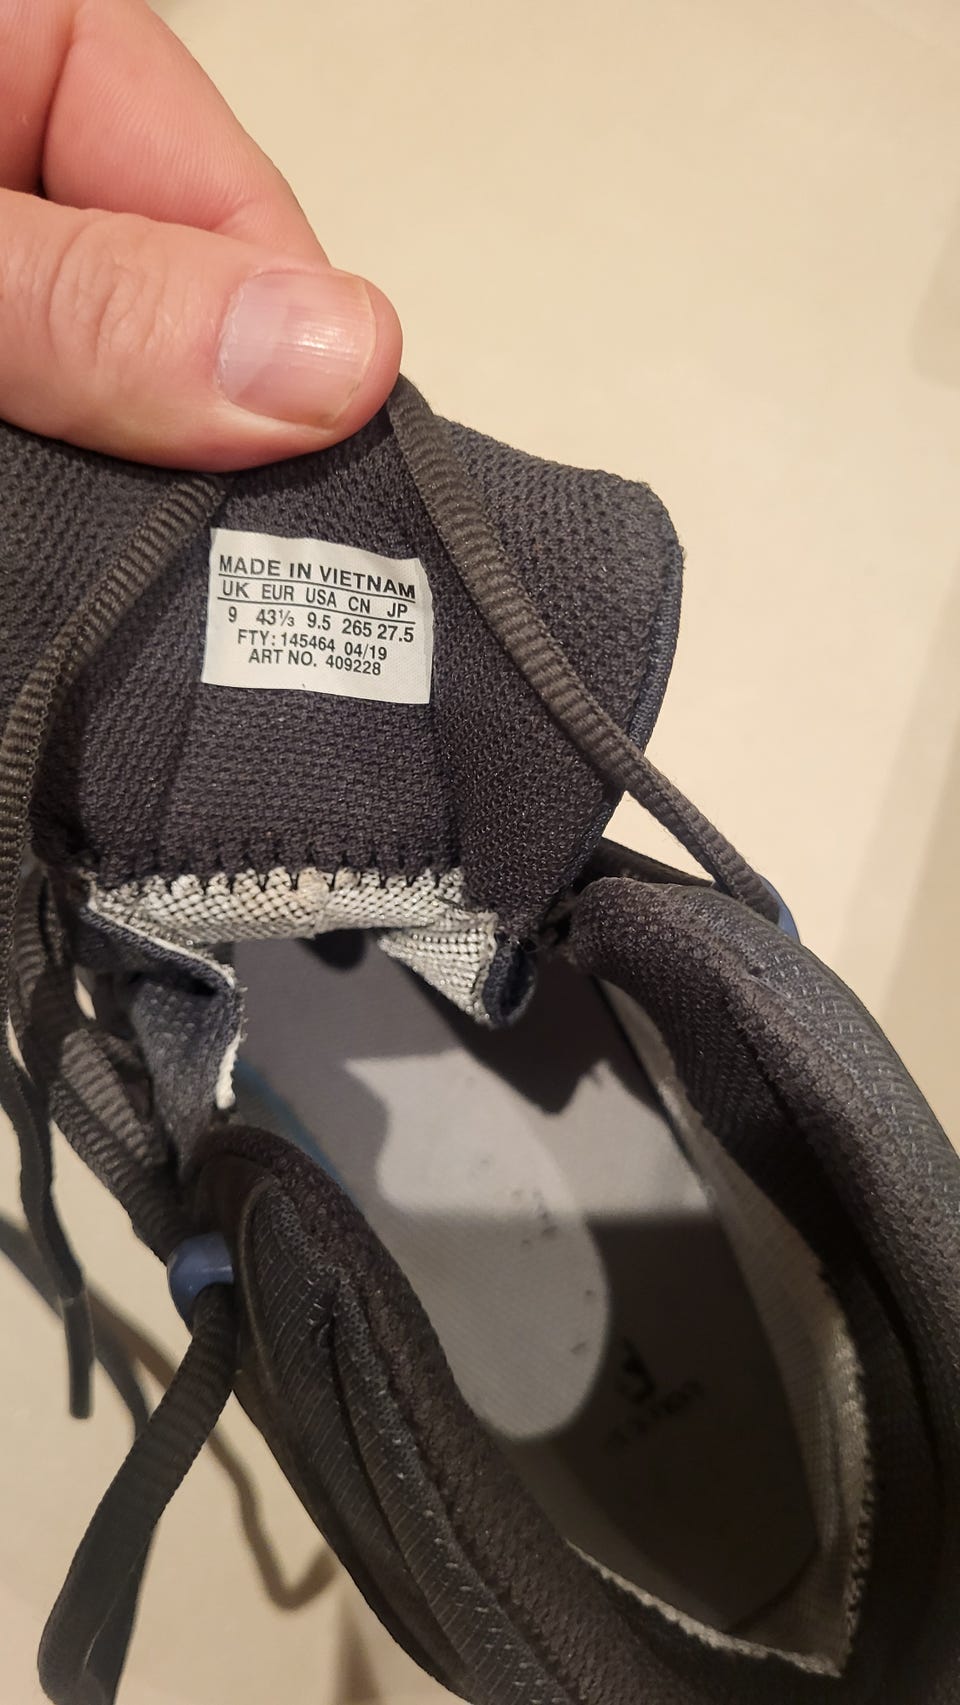 MADE IN VIETNAM
UK EUR USA CN JP
9 43⅓ 9.5 265 27.5
FTY: 145464 04/19
ART NO. 409228